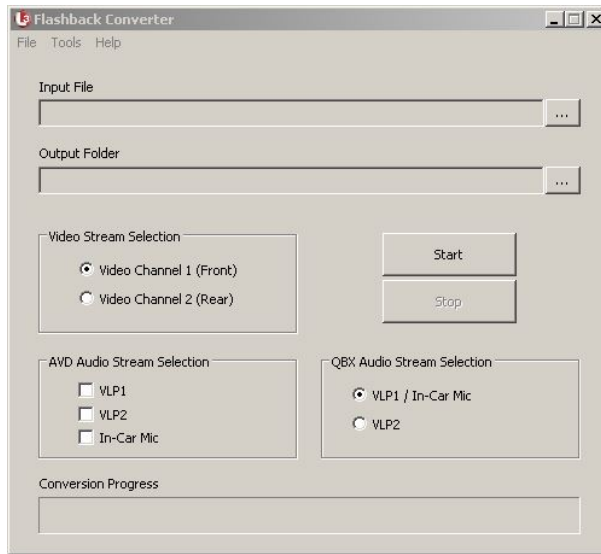 L3 Flashback Converter
File Tools Help
Input File
...
Output Folder
...
Video Stream Selection
Video Channel 1 (Front)
Video Channel 2 (Rear)
Start
Stop
AVD Audio Stream Selection
VLP1
VLP2
In-Car Mic
QBX Audio Stream Selection
VLP1 / In-Car Mic
VLP2
Conversion Progress